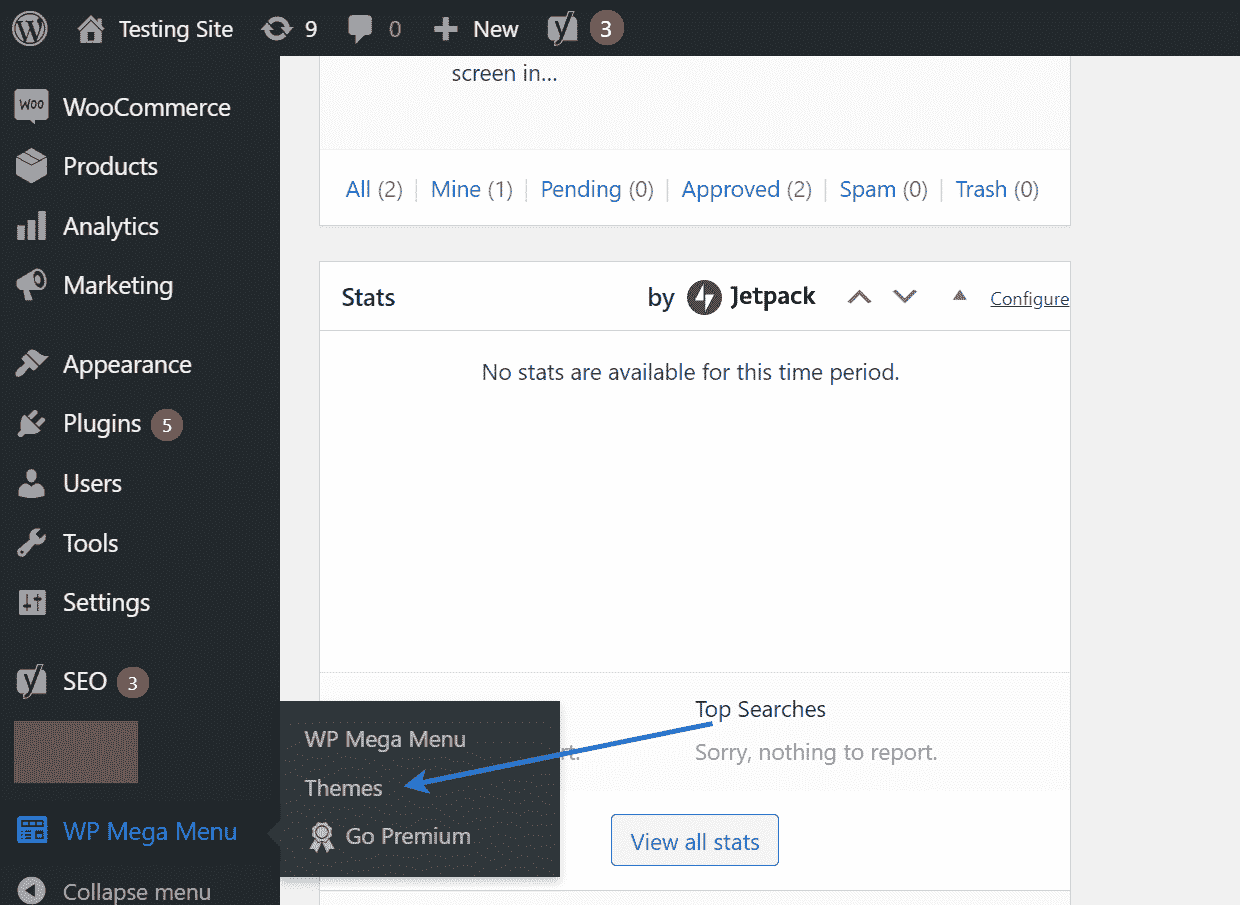 Testing Site 9 0 New 3
WooCommerce
Products
Analytics
Marketing
Appearance
Plugins 5
Users
Tools
Settings
SEO 3
WP Mega Menu
Collapse menu
WP Mega Menu
Themes
Go Premium
screen in...
All (2) | Mine (1) | Pending (0) | Approved (2) | Spam (0) | Trash (0)
Stats by Jetpack Configure
No stats are available for this time period.
Top Searches
Sorry, nothing to report.
View all stats